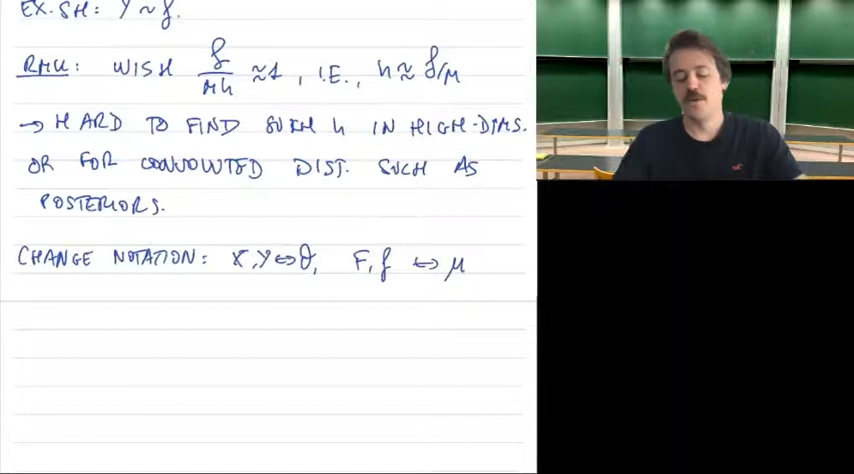 EX. SH: Y ~ f.
RMK: WISH f/Mh ≈ 1, I.E., h ≈ f/M
→ HARD TO FIND SUCH h IN HIGH-DIMS.
OR FOR CONVOLUTED DIST. SUCH AS
POSTERIORS.
CHANGE NOTATION: X,Y ↔ θ, F,f ↔ μ